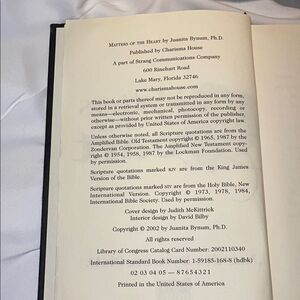 MATTERS OF THE HEART by Juanita Bynum, Ph.D.
Published by Charisma House
A part of Strang Communications Company
600 Rinehart Road
Lake Mary, Florida 32746
www.charismahouse.com
This book or parts thereof may not be reproduced in any form,
stored in a retrieval system or transmitted in any form by any
means—electronic, mechanical, photocopy, recording or
otherwise—without prior written permission of the publisher,
except as provided by United States of America copyright law.
Unless otherwise noted, all Scripture quotations are from the
Amplified Bible. Old Testament copyright © 1965, 1987 by the
Zondervan Corporation. The Amplified New Testament copy-
right © 1954, 1958, 1987 by the Lockman Foundation. Used
by permission.
Scripture quotations marked KJV are from the King James
Version of the Bible.
Scripture quotations marked NIV are from the Holy Bible, New
International Version. Copyright © 1973, 1978, 1984,
International Bible Society. Used by permission.
Cover design by Judith McKittrick
Interior design by David Bilby
Copyright © 2002 by Juanita Bynum, Ph.D.
All rights reserved
Library of Congress Catalog Card Number: 2002110340
International Standard Book Number: 1-59185-168-8 (hdbk)
02 03 04 05 — 87654321
Printed in the United States of America